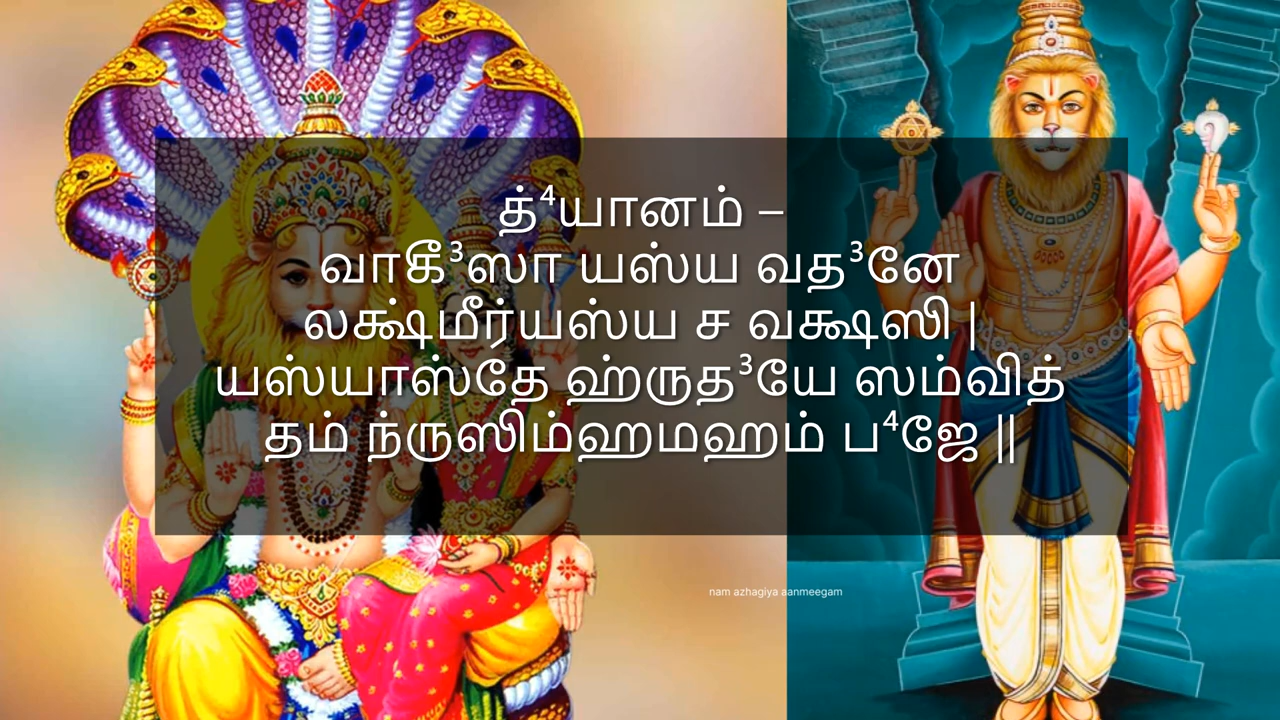 த்⁴யானம் –
வாகீ³ஸா யஸ்ய வத³னே
லக்ஷ்மீர்யஸ்ய ச வக்ஷஸி |
யஸ்யாஸ்தே ஹ்ருத³யே ஸம்வித்
தம் ந்ருஸிம்ஹமஹம் ப⁴ஜே ||
nam azhagiya aanmeegam